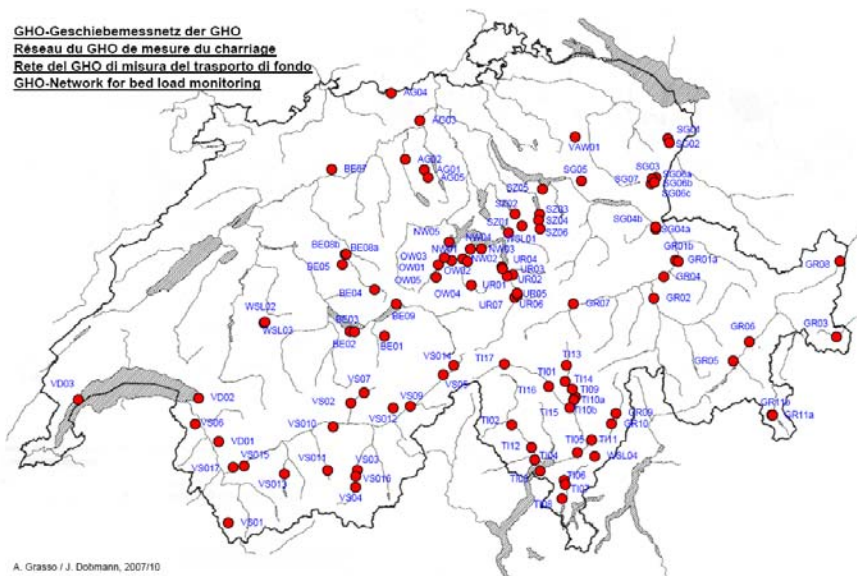 GHO-Geschiebemessnetz der GHO
Réseau du GHO de mesure du charriage
Rete del GHO di misura del trasporto di fondo
GHO-Network for bed load monitoring
AG04
AG03
VAW01
SG01
SG02
BE07
AG02
AG01
AG05
SG05
SG03
SG06a
SG07
SG06b
SG06c
SZ05
SZ02
SZ03
SZ01
SZ04
SZ06
SG04b
SG04a
NW05
NW04
WSL01
BE08b
BE08a
BE05
OW03
NW01
NW03
OW01
OW02
NW02
OW05
OW04
UR04
UR03
UR02
UR01
UR05
UR07
UR06
GR01b
GR01a
GR04
GR02
GR08
BE04
BE09
GR07
WSL02
WSL03
BE03
BE02
BE01
GR06
GR03
GR05
VS014
TI17
TI13
VS05
TI01
TI14
VD03
VD02
VS07
VS02
VS09
TI16
TI09
TI10a
TI10b
TI15
VS012
VS06
VS010
GR09
GR10
GR11b
GR11a
TI02
VD01
TI12
TI05
TI11
WSL04
VS017
VS015
VS011
VS03
VS013
VS016
VS04
TI04
TI03
TI06
TI07
TI08
VS01
A. Grasso / J. Dobmann, 2007/10